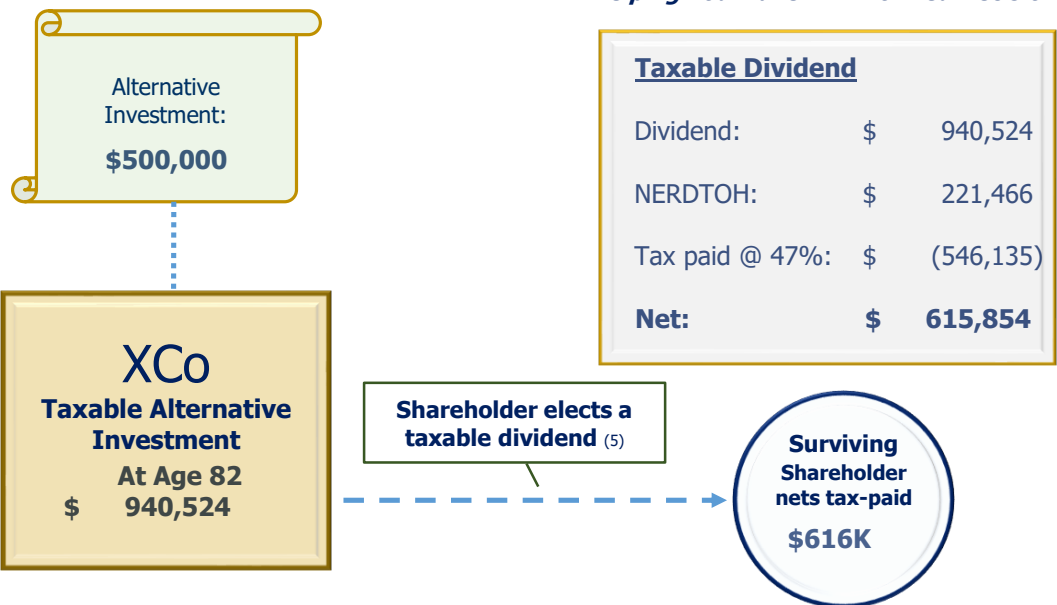 Alternative
Investment:
$500,000
Taxable Dividend
Dividend: $ 940,524
NERDTOH: $ 221,466
Tax paid @ 47%: $ (546,135)
Net: $ 615,854
XCo
Taxable Alternative
Investment
At Age 82
$ 940,524
Shareholder elects a
taxable dividend (5)
Surviving
Shareholder
nets tax-paid
$616K